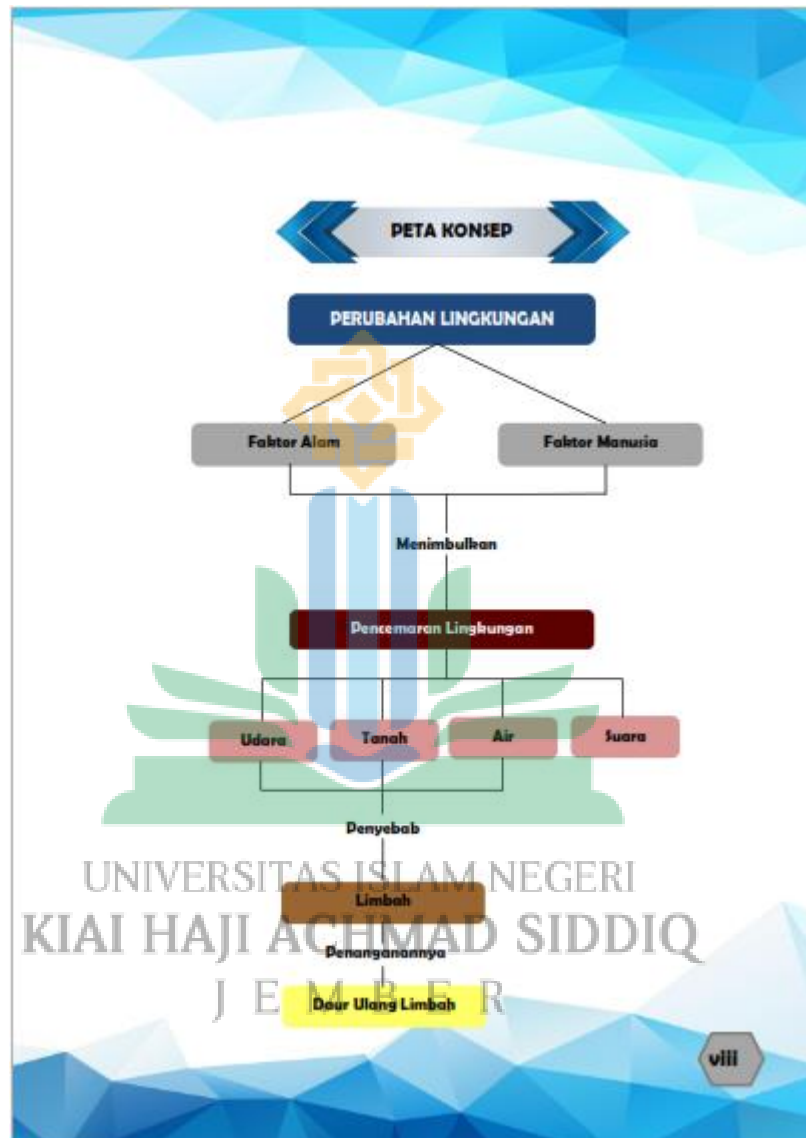 PETA KONSEP
PERUBAHAN LINGKUNGAN
Faktor Alam
Faktor Manusia
Menimbulkan
Pencemaran Lingkungan
Udara
Tanah
Air
Suara
Penyebab
UNIVERSITAS ISLAM NEGERI
Limbah
KIAI HAJI ACHMAD SIDDIQ
Penanganannya
JEMBER
Daur Ulang Limbah
viii